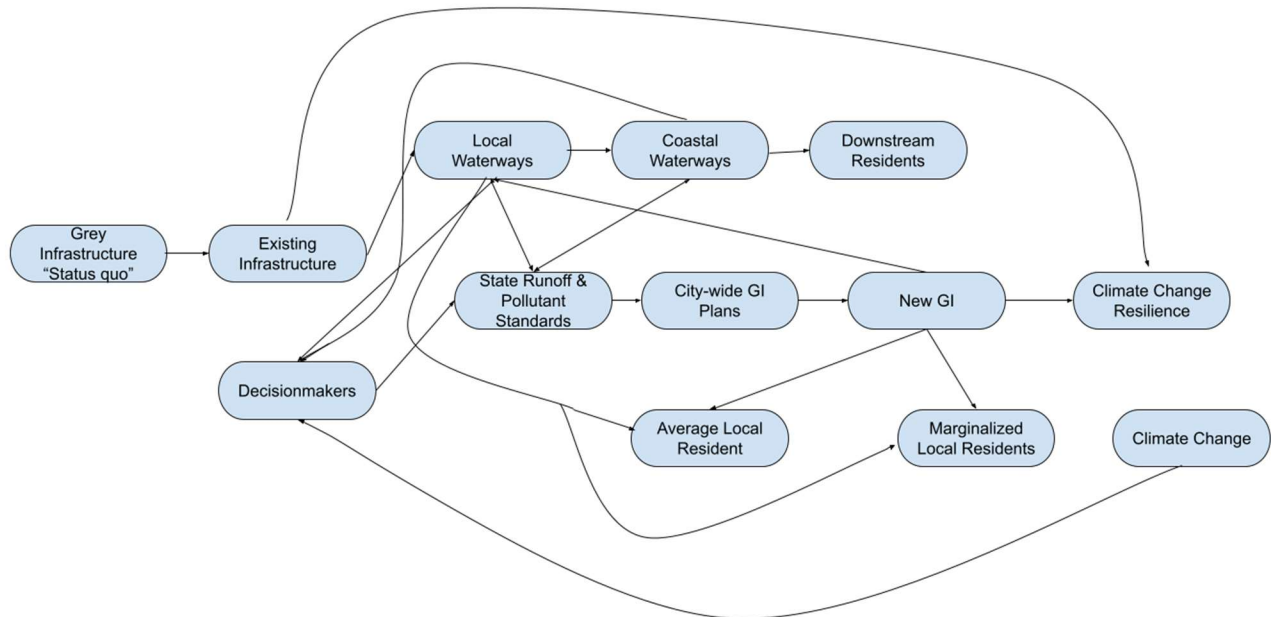 Local
Waterways
Coastal
Waterways
Downstream
Residents
Grey
Infrastructure
“Status quo”
Existing
Infrastructure
State Runoff &
Pollutant
Standards
City-wide GI
Plans
New GI
Climate Change
Resilience
Decisionmakers
Average Local
Resident
Marginalized
Local Residents
Climate Change